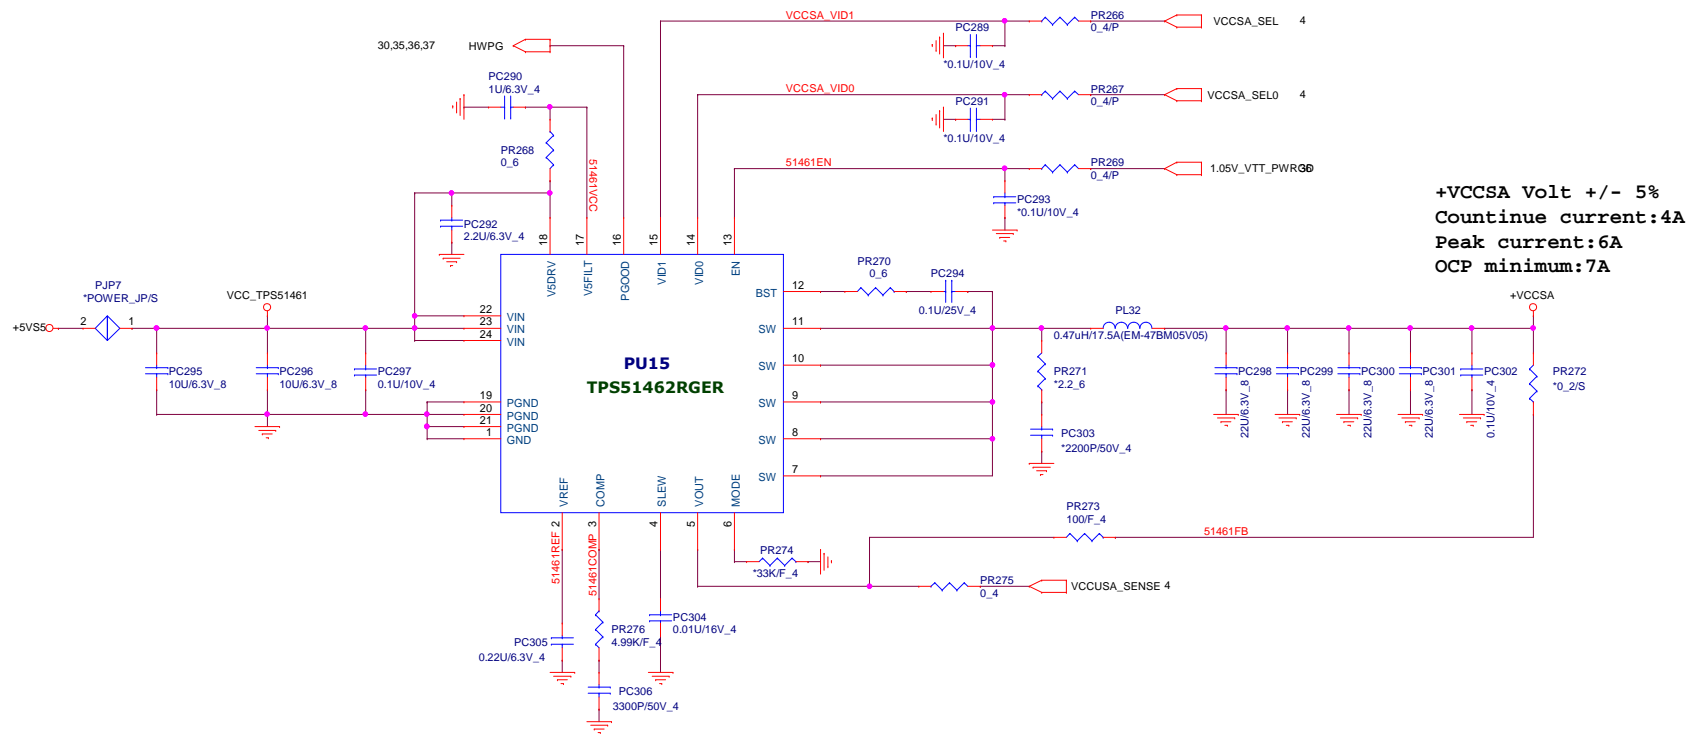 VCCSA_VID1
PR266
0_4/P
VCCSA_SEL 4
PC289
*0.1U/10V_4
30,35,36,37 HWPG
PC290
1U/6.3V_4
VCCSA_VID0
PR267
0_4/P
VCCSA_SEL0 4
PC291
*0.1U/10V_4
PR268
0_6
51461VCC
51461EN
PR269
0_4/P
1.05V_VTT_PWRGD
PC293
*0.1U/10V_4
+VCCSA Volt +/- 5%
Countinue current:4A
Peak current:6A
OCP minimum:7A
PC292
2.2U/6.3V_4
18 17 16 15 14 13
V5DRV V5FILT PGOOD VID1 VID0 EN
PJP7
*POWER_JP/S
+5VS5 2 1
VCC_TPS51461
PR270
0_6
PC294
0.1U/25V_4
BST 12
22 VIN
23 VIN
24 VIN
SW 11
SW 10
SW 9
SW 8
SW 7
PL32
0.47uH/17.5A(EM-47BM05V05)
+VCCSA
PU15
TPS51462RGER
PC295
10U/6.3V_8
PC296
10U/6.3V_8
PC297
0.1U/10V_4
19 PGND
20 PGND
21 PGND
1 GND
PR271
*2.2_6
PC303
*2200P/50V_4
PC298
22U/6.3V_8
PC299
22U/6.3V_8
PC300
22U/6.3V_8
PC301
22U/6.3V_8
PC302
0.1U/10V_4
PR272
*0_2/S
VREF COMP SLEW VOUT MODE
2 3 4 5 6
51461REF
51461COMP
PR273
100/F_4
51461FB
PR274
*33K/F_4
PR275
0_4
VCCUSA_SENSE 4
PC304
0.01U/16V_4
PC305
0.22U/6.3V_4
PR276
4.99K/F_4
PC306
3300P/50V_4